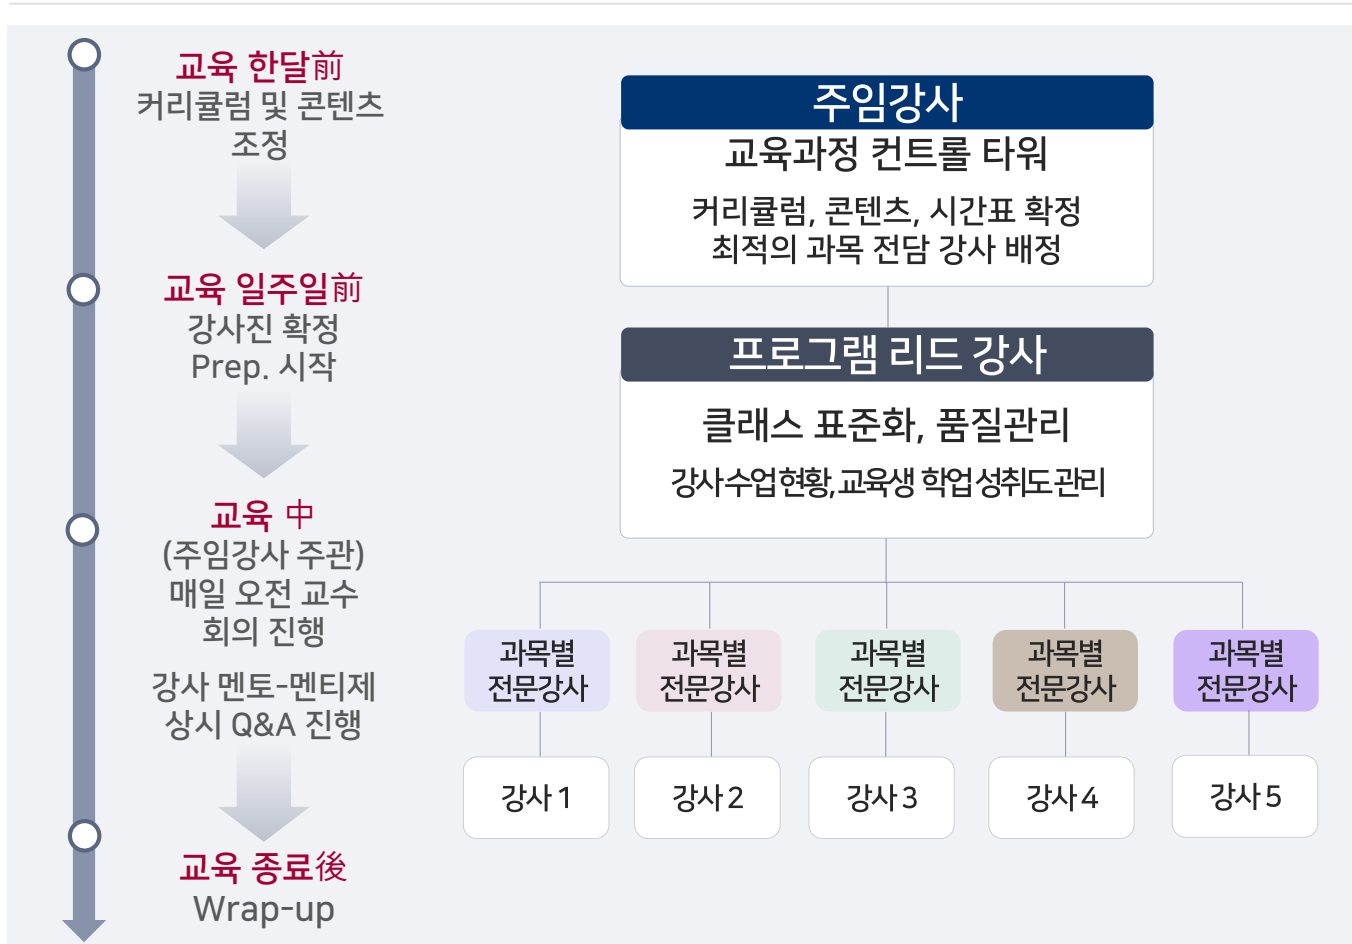 교육 한달前
커리큘럼 및 콘텐츠
조정
교육 일주일前
강사진 확정
Prep. 시작
교육 中
(주임강사 주관)
매일 오전 교수
회의 진행
강사 멘토-멘티제
상시 Q&A 진행
교육 종료後
Wrap-up
주임강사
교육과정 컨트롤 타워
커리큘럼, 콘텐츠, 시간표 확정
최적의 과목 전담 강사 배정
프로그램 리드 강사
클래스 표준화, 품질관리
강사 수업 현황, 교육생 학업 성취도 관리
과목별
전문강사
과목별
전문강사
과목별
전문강사
과목별
전문강사
과목별
전문강사
강사 1
강사 2
강사 3
강사 4
강사 5